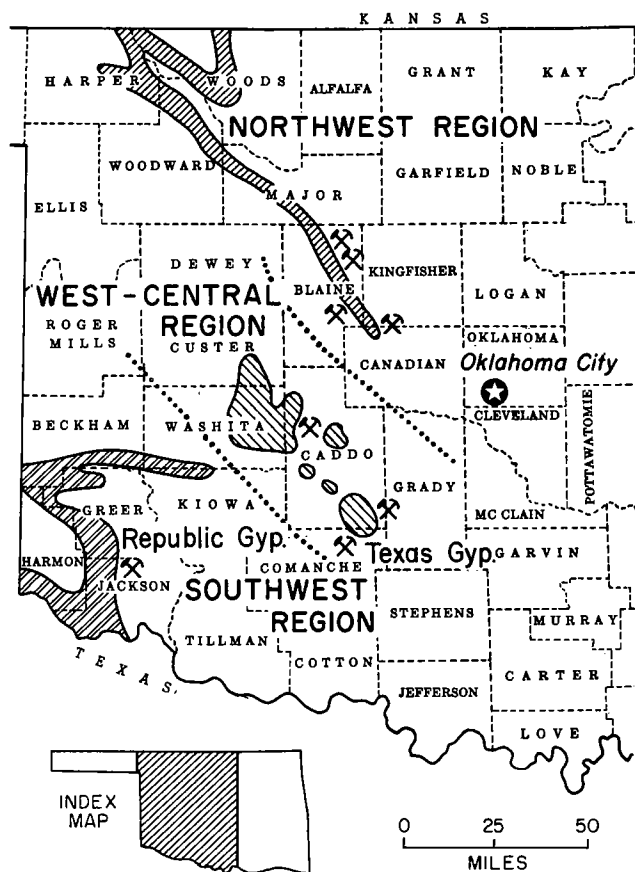 KANSAS
HARPER
WOODS
ALFALFA
GRANT
KAY
NORTHWEST REGION
WOODWARD
MAJOR
GARFIELD
NOBLE
ELLIS
DEWEY
BLAINE
KINGFISHER
LOGAN
WEST-CENTRAL
REGION
ROGER
MILLS
CUSTER
CANADIAN
OKLAHOMA
Oklahoma City
CLEVELAND
POTTAWATOMIE
BECKHAM
WASHITA
CADDO
GRADY
MC CLAIN
GREER
KIOWA
HARMON
Republic Gyp.
JACKSON
COMANCHE
Texas Gyp.
GARVIN
SOUTHWEST
REGION
STEPHENS
MURRAY
TILLMAN
COTTON
CARTER
JEFFERSON
LOVE
TEXAS
INDEX
MAP
0 25 50
MILES